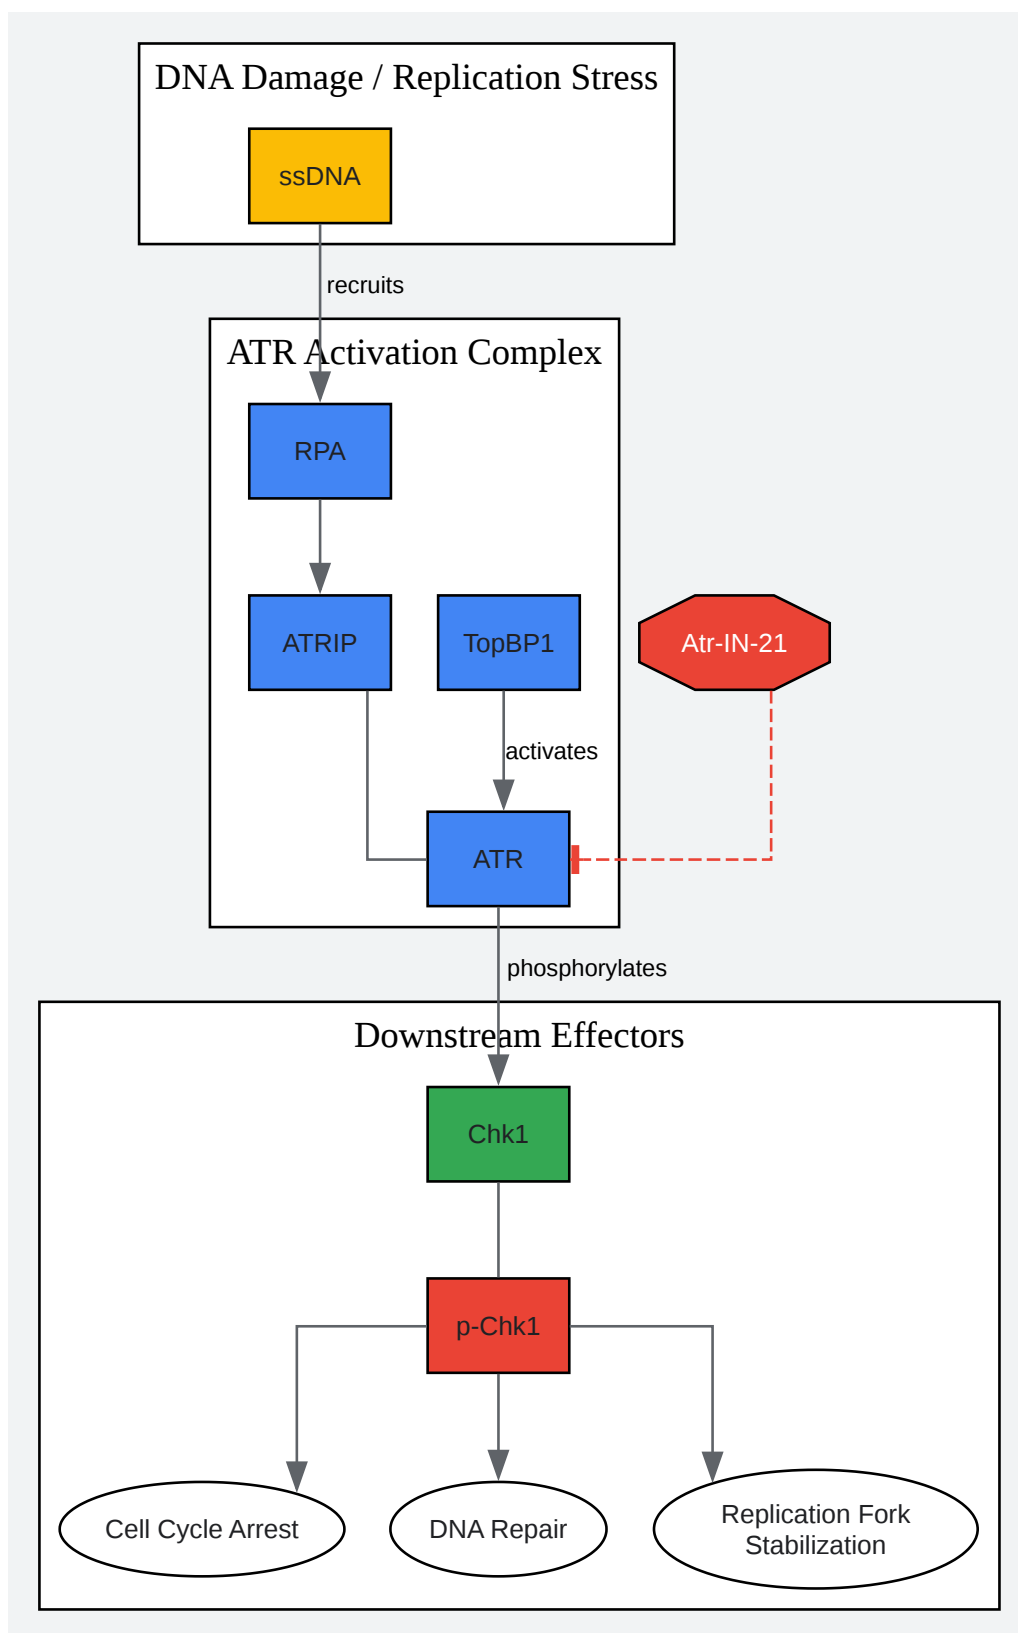 DNA Damage / Replication Stress
ssDNA
recruits
ATR Activation Complex
RPA
ATRIP
TopBP1
Atr-IN-21
activates
ATR
phosphorylates
Downstream Effectors
Chk1
p-Chk1
Cell Cycle Arrest
DNA Repair
Replication Fork
Stabilization